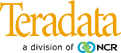 Teradata
a division of NCR